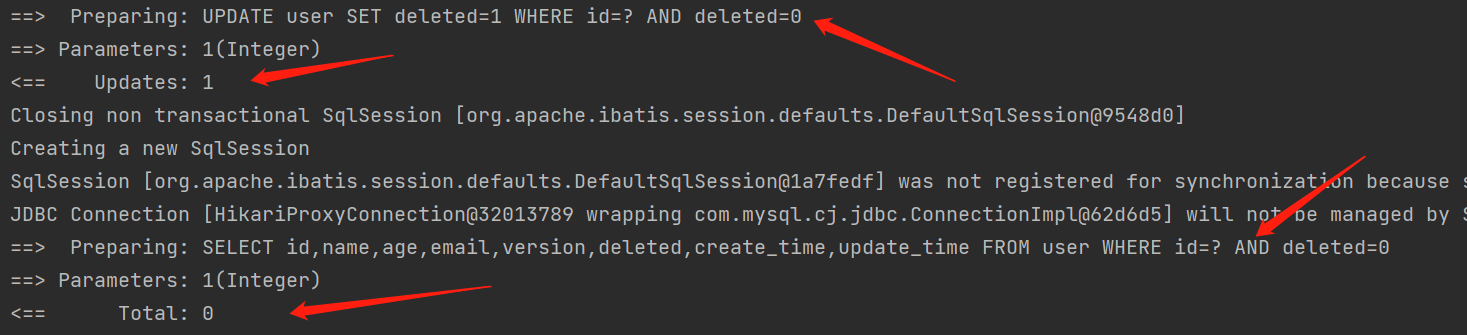 ==>  Preparing: UPDATE user SET deleted=1 WHERE id=? AND deleted=0
==> Parameters: 1(Integer)
<==    Updates: 1
Closing non transactional SqlSession [org.apache.ibatis.session.defaults.DefaultSqlSession@9548d0]
Creating a new SqlSession
SqlSession [org.apache.ibatis.session.defaults.DefaultSqlSession@1a7fedf] was not registered for synchronization because s
JDBC Connection [HikariProxyConnection@32013789 wrapping com.mysql.cj.jdbc.ConnectionImpl@62d6d5] will not be managed by S
==>  Preparing: SELECT id,name,age,email,version,deleted,create_time,update_time FROM user WHERE id=? AND deleted=0
==> Parameters: 1(Integer)
<==      Total: 0